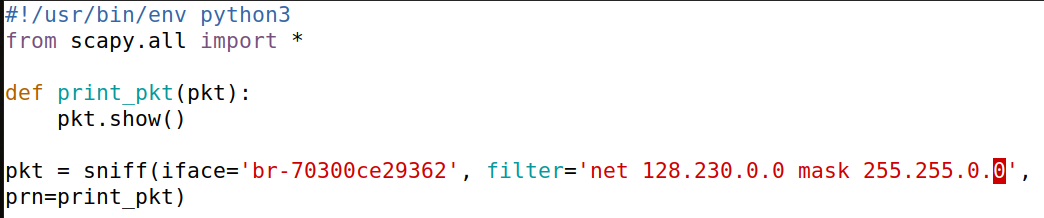 #!/usr/bin/env python3
from scapy.all import *
def print_pkt(pkt):
    pkt.show()
pkt = sniff(iface='br-70300ce29362', filter='net 128.230.0.0 mask 255.255.0.0',
prn=print_pkt)